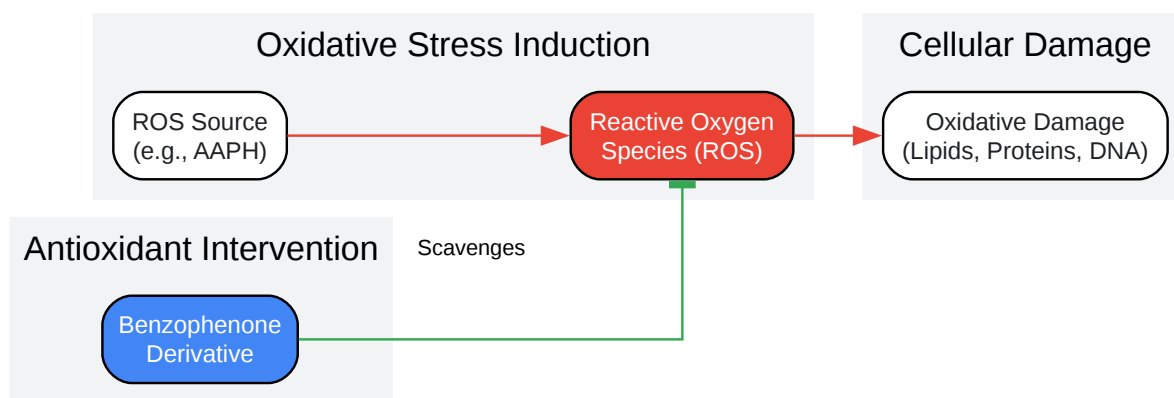 Oxidative Stress Induction
Cellular Damage
ROS Source
(e.g., AAPH)
Reactive Oxygen
Species (ROS)
Oxidative Damage
(Lipids, Proteins, DNA)
Antioxidant Intervention
Scavenges
Benzophenone
Derivative